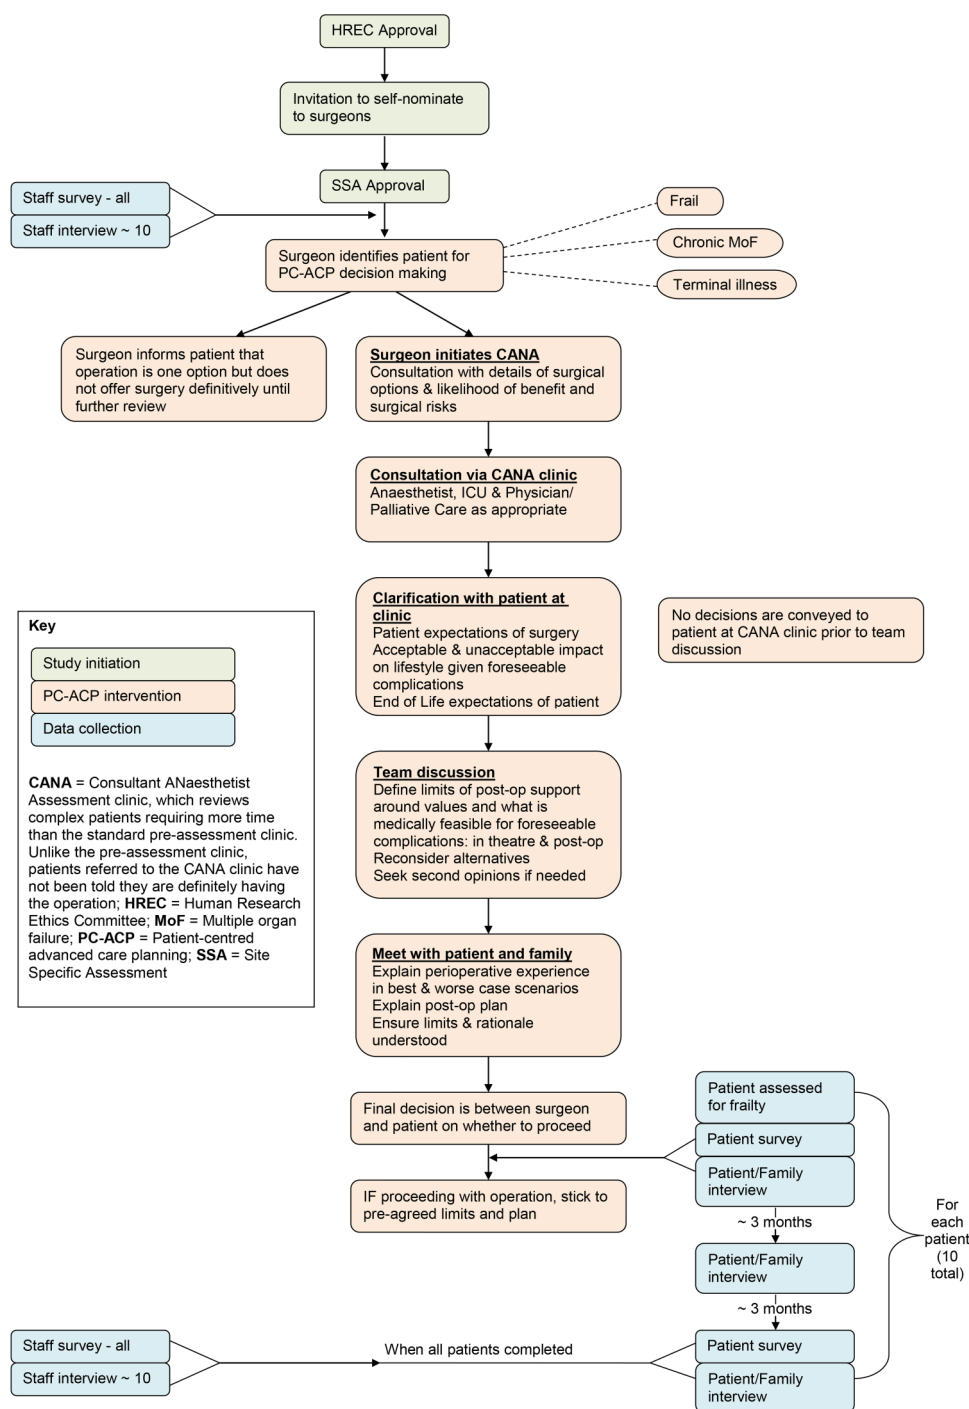 HREC Approval
Invitation to self-nominate
to surgeons
SSA Approval
Staff survey - all
Staff interview ~ 10
Frail
Chronic MoF
Terminal illness
Surgeon identifies patient for
PC-ACP decision making
Surgeon informs patient that
operation is one option but does
not offer surgery definitively until
further review
Surgeon initiates CANA
Consultation with details of surgical
options & likelihood of benefit and
surgical risks
Consultation via CANA clinic
Anaesthetist, ICU & Physician/
Palliative Care as appropriate
Clarification with patient at
clinic
Patient expectations of surgery
Acceptable & unacceptable impact
on lifestyle given foreseeable
complications
End of Life expectations of patient
No decisions are conveyed to
patient at CANA clinic prior to team
discussion
Key
Study initiation
PC-ACP intervention
Data collection
CANA = Consultant ANaesthetist
Assessment clinic, which reviews
complex patients requiring more time
than the standard pre-assessment clinic.
Unlike the pre-assessment clinic,
patients referred to the CANA clinic have
not been told they are definitely having
the operation; HREC = Human Research
Ethics Committee; MoF = Multiple organ
failure; PC-ACP = Patient-centred
advanced care planning; SSA = Site
Specific Assessment
Team discussion
Define limits of post-op support
around values and what is
medically feasible for foreseeable
complications: in theatre & post-op
Reconsider alternatives
Seek second opinions if needed
Meet with patient and family
Explain perioperative experience
in best & worse case scenarios
Explain post-op plan
Ensure limits & rationale
understood
Final decision is between surgeon
and patient on whether to proceed
IF proceeding with operation, stick to
pre-agreed limits and plan
Patient assessed
for frailty
Patient survey
Patient/Family
interview
~ 3 months
Patient/Family
interview
~ 3 months
Patient survey
Patient/Family
interview
For
each
patient
(10
total)
Staff survey - all
Staff interview ~ 10
When all patients completed